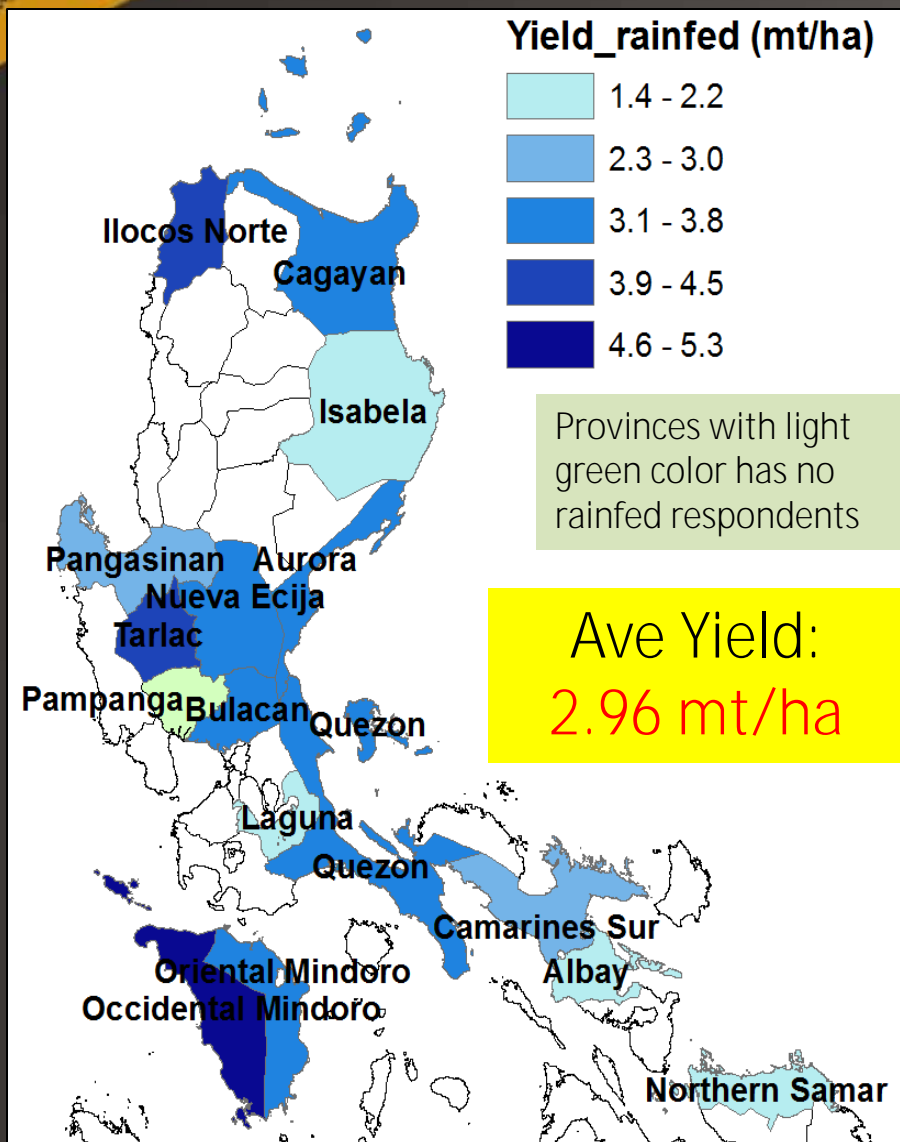 Yield_rainfed (mt/ha)
1.4 - 2.2
2.3 - 3.0
3.1 - 3.8
3.9 - 4.5
4.6 - 5.3
Ilocos Norte
Cagayan
Isabela
Provinces with light
green color has no
rainfed respondents
Pangasinan
Aurora
Nueva Ecija
Tarlac
Ave Yield:
2.96 mt/ha
Pampanga
Bulacan
Quezon
Laguna
Quezon
Camarines Sur
Albay
Oriental Mindoro
Occidental Mindoro
Northern Samar